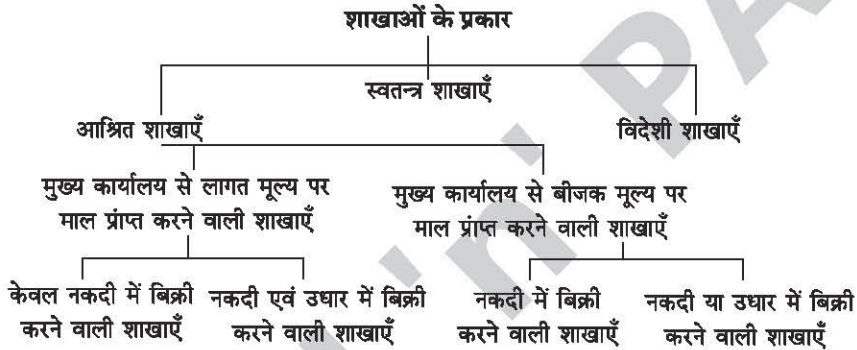 शाखाओं के प्रकार
स्वतन्त्र शाखाएँ
आश्रित शाखाएँ
विदेशी शाखाएँ
मुख्य कार्यालय से लागत मूल्य पर
माल प्रांप्त करने वाली शाखाएँ
मुख्य कार्यालय से बीजक मूल्य पर
माल प्रांप्त करने वाली शाखाएँ
केवल नकदी में बिक्री
करने वाली शाखाएँ
नकदी एवं उधार में बिक्री
करने वाली शाखाएँ
नकदी में बिक्री
करने वाली शाखाएँ
नकदी या उधार में बिक्री
करने वाली शाखाएँ
'n' PA